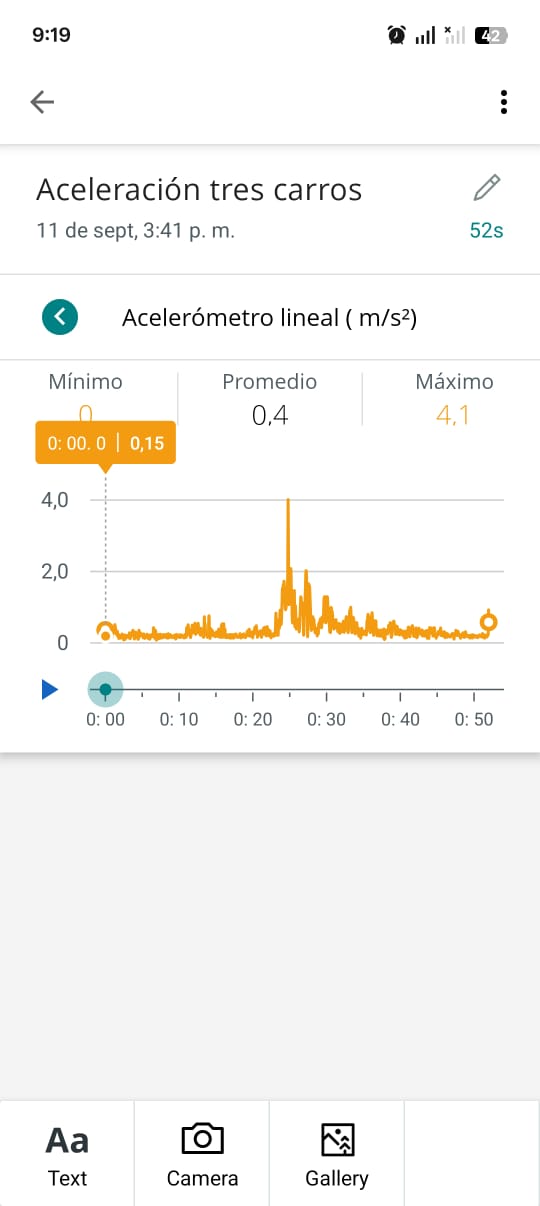 9:19
42
Aceleración tres carros
11 de sept, 3:41 p. m.
52s
Acelerómetro lineal ( m/s²)
Mínimo Promedio Máximo
0 0,4 4,1
0: 00. 0 | 0,15
4,0
2,0
0
0: 00 0: 10 0: 20 0: 30 0: 40 0: 50
Aa
Text Camera Gallery